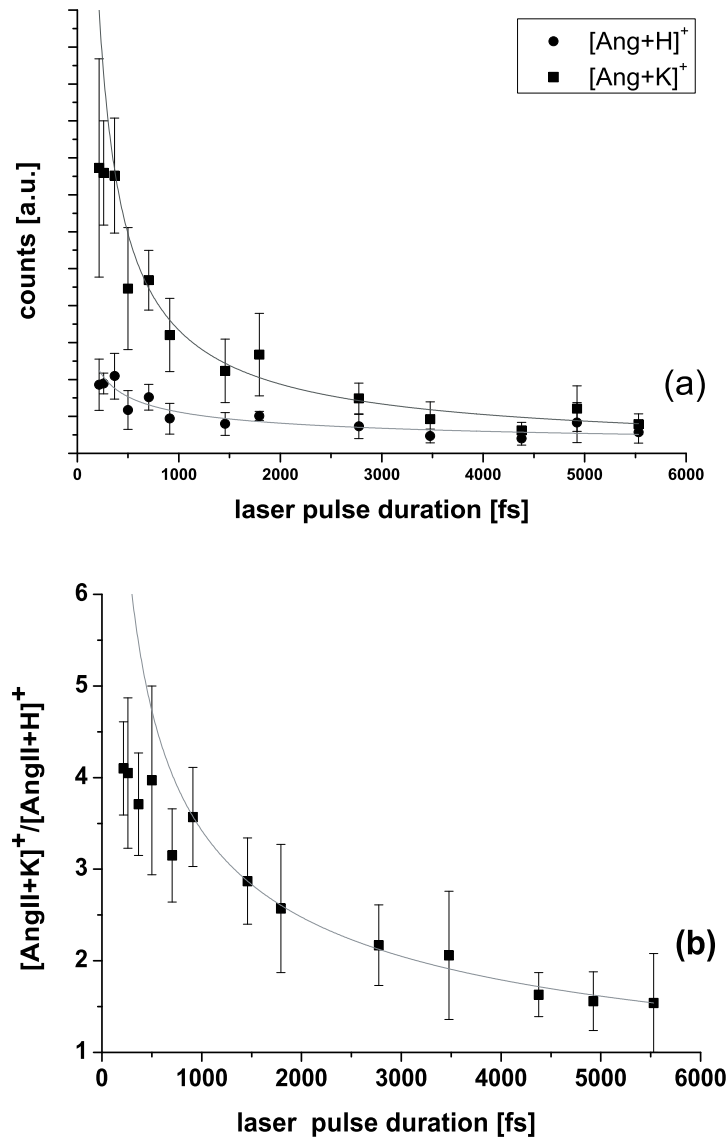 [Ang+H]+
[Ang+K]+
counts [a.u.]
(a)
0 1000 2000 3000 4000 5000 6000
laser pulse duration [fs]
6
5
4
3
2
1
[AngII+K]+/[AngII+H]+
(b)
0 1000 2000 3000 4000 5000 6000
laser pulse duration [fs]